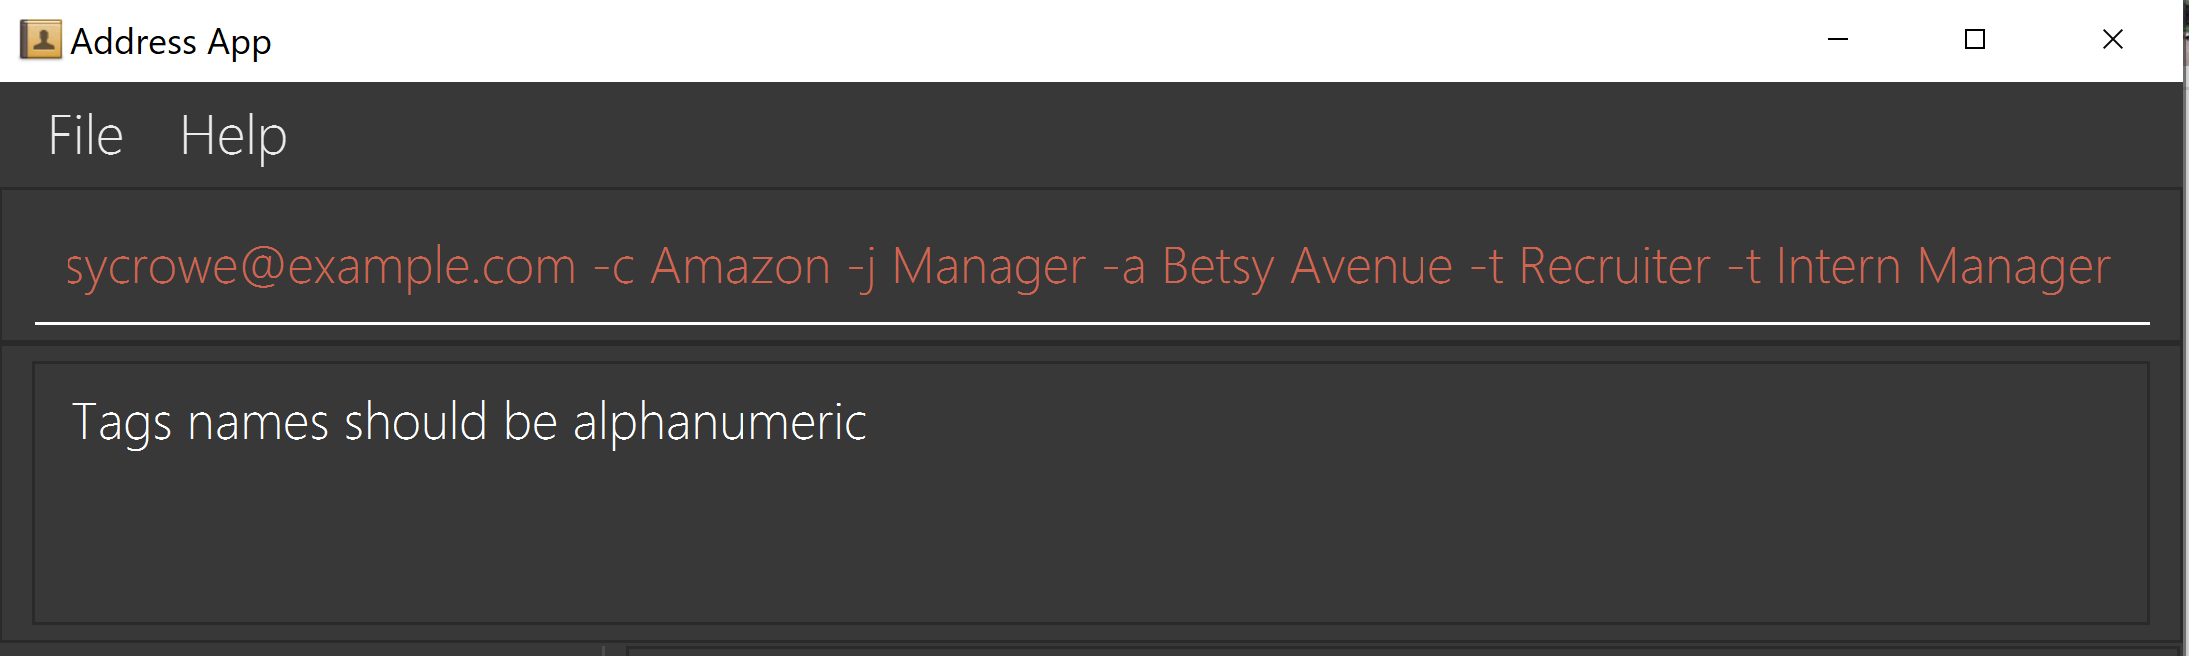 Address App
File Help
sycrowe@example.com -c Amazon -j Manager -a Betsy Avenue -t Recruiter -t Intern Manager
Tags names should be alphanumeric